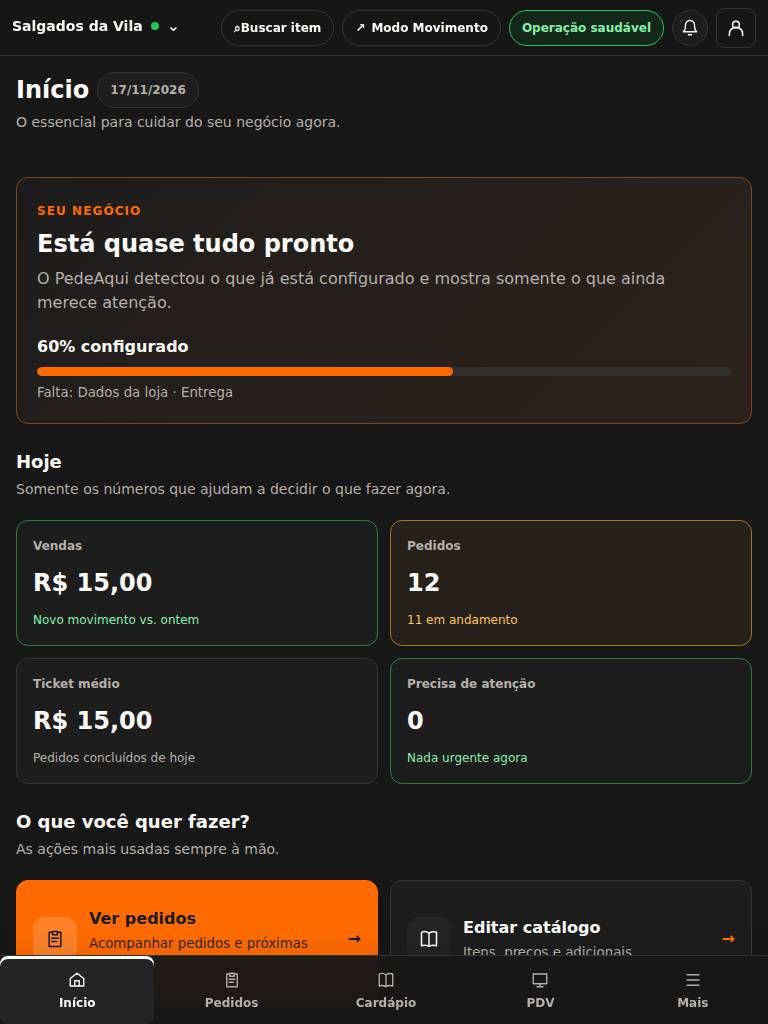 Salgados da Vila
Buscar item
↗ Modo Movimento
Operação saudável
Início
17/11/2026
O essencial para cuidar do seu negócio agora.
SEU NEGÓCIO
Está quase tudo pronto
O PedeAqui detectou o que já está configurado e mostra somente o que ainda
merece atenção.
60% configurado
Falta: Dados da loja · Entrega
Hoje
Somente os números que ajudam a decidir o que fazer agora.
Vendas
R$ 15,00
Novo movimento vs. ontem
Pedidos
12
11 em andamento
Ticket médio
R$ 15,00
Pedidos concluídos de hoje
Precisa de atenção
0
Nada urgente agora
O que você quer fazer?
As ações mais usadas sempre à mão.
Ver pedidos
Acompanhar pedidos e próximas
→
Editar catálogo
Itens, preços e adicionais
→
Início
Pedidos
Cardápio
PDV
Mais